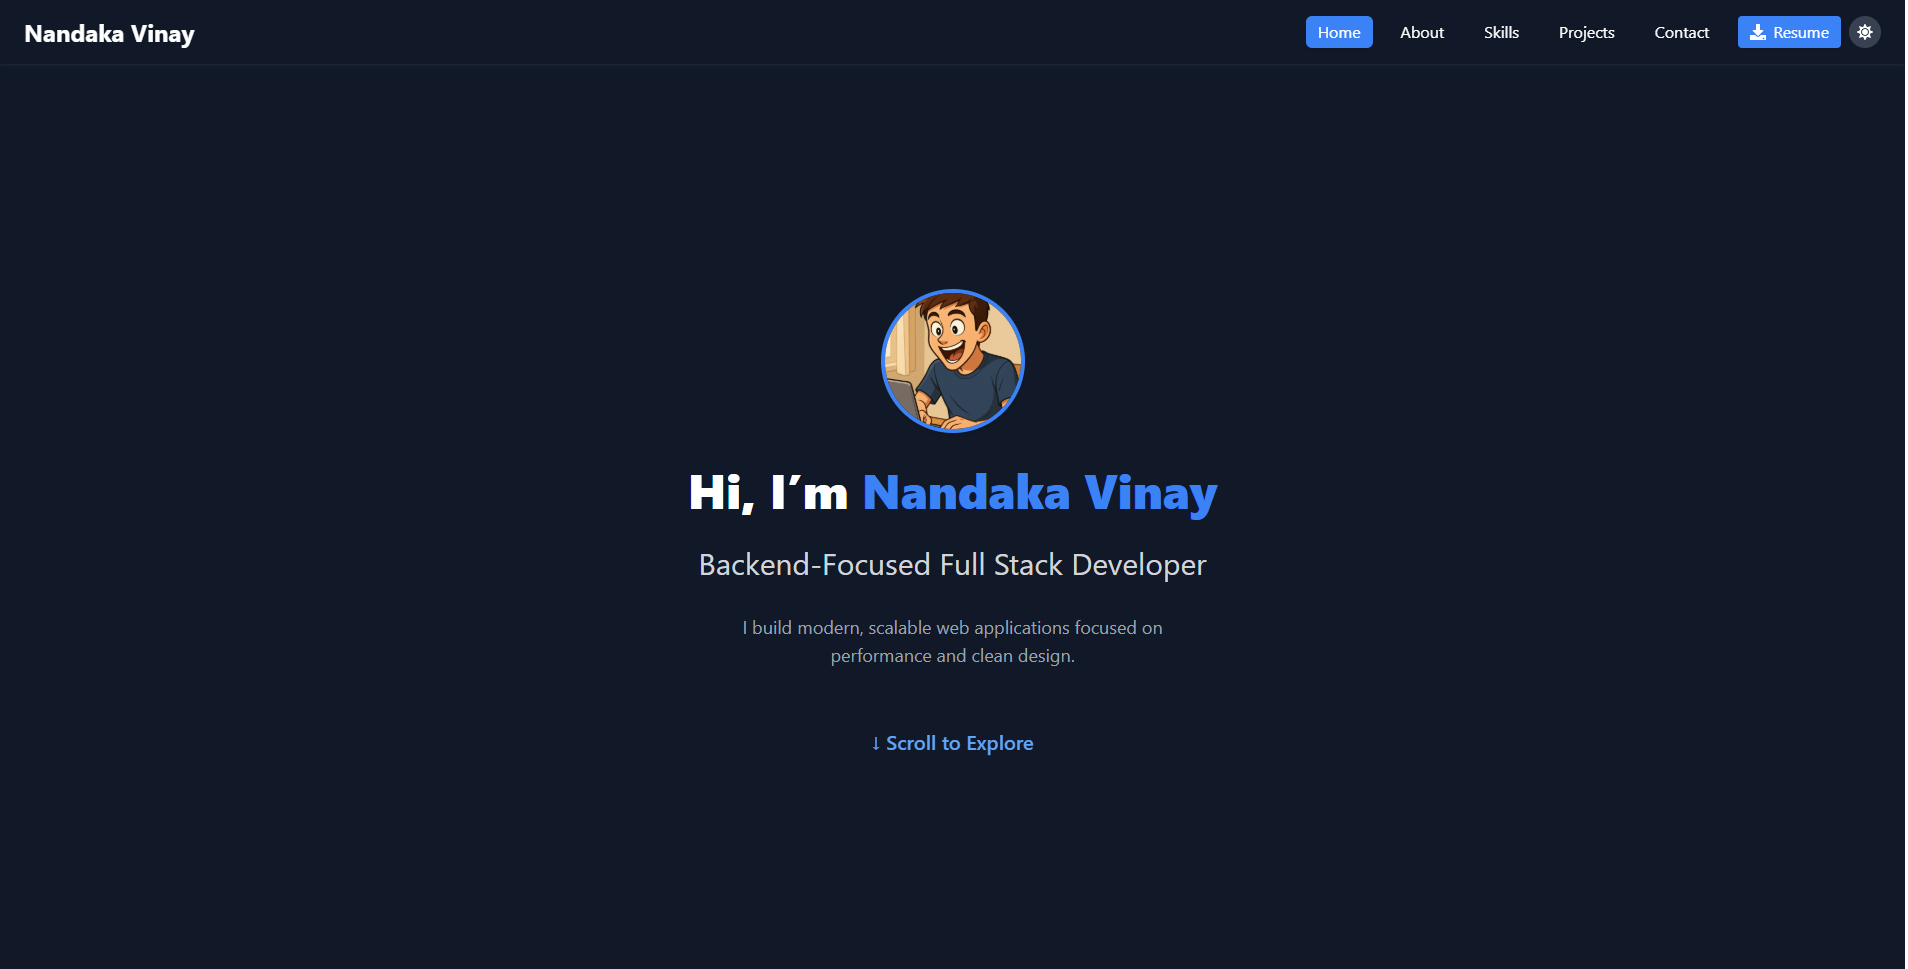 Nandaka Vinay
Home About Skills Projects Contact Resume
Hi, I’m Nandaka Vinay
Backend-Focused Full Stack Developer
I build modern, scalable web applications focused on
performance and clean design.
↓ Scroll to Explore